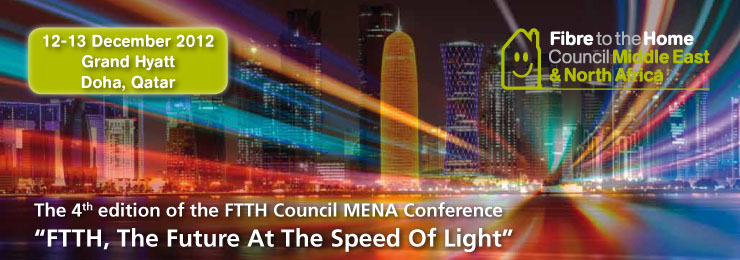 12-13 December 2012
Grand Hyatt
Doha, Qatar
Fibre to the Home
Council Middle East
& North Africa
The 4th edition of the FTTH Council MENA Conference
“FTTH, The Future At The Speed Of Light”